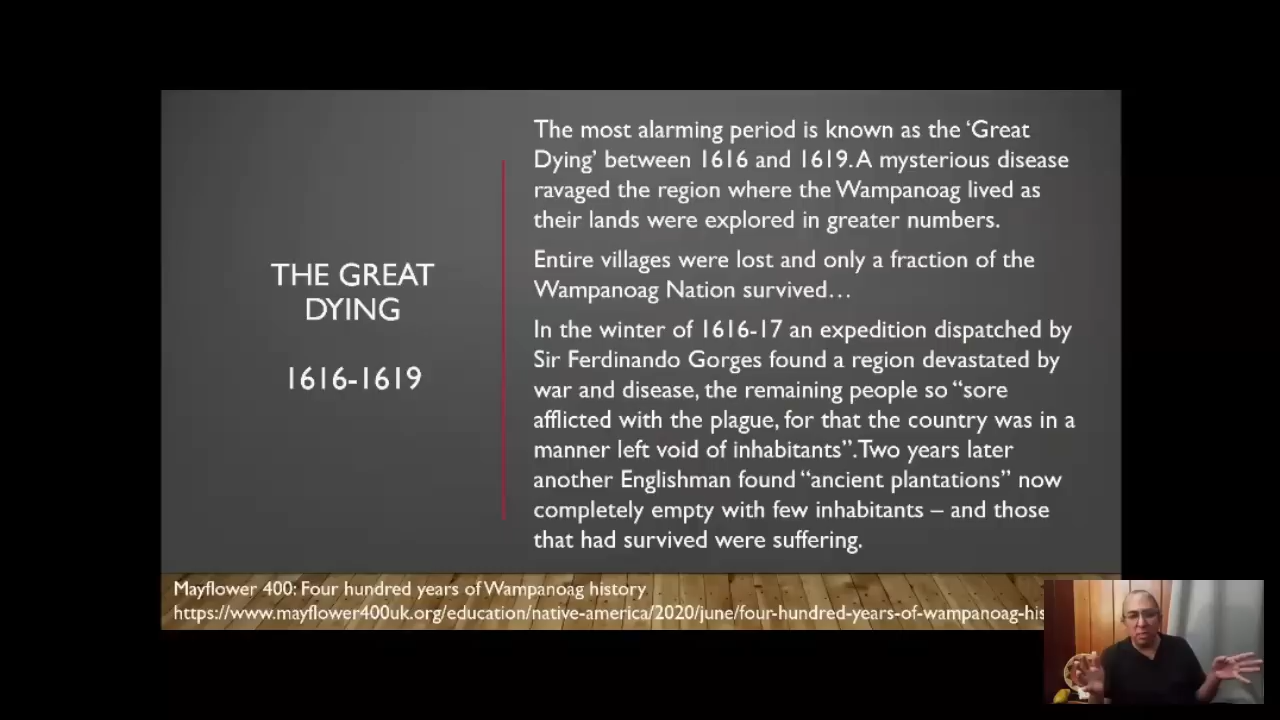 THE GREAT
DYING
1616-1619
The most alarming period is known as the ‘Great
Dying’ between 1616 and 1619. A mysterious disease
ravaged the region where the Wampanoag lived as
their lands were explored in greater numbers.
Entire villages were lost and only a fraction of the
Wampanoag Nation survived…
In the winter of 1616-17 an expedition dispatched by
Sir Ferdinando Gorges found a region devastated by
war and disease, the remaining people so “sore
afflicted with the plague, for that the country was in a
manner left void of inhabitants”. Two years later
another Englishman found “ancient plantations” now
completely empty with few inhabitants – and those
that had survived were suffering.
Mayflower 400: Four hundred years of Wampanoag history
https://www.mayflower400uk.org/education/native-america/2020/june/four-hundred-years-of-wampanoag-his